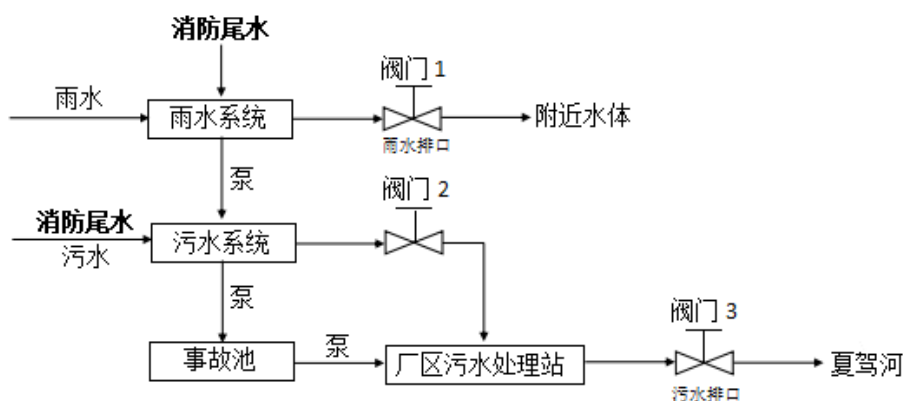 消防尾水
阀门 1
雨水
雨水系统
附近水体
雨水排口
泵
阀门 2
消防尾水
污水系统
污水
泵
阀门 3
事故池
泵
厂区污水处理站
夏驾河
污水排口